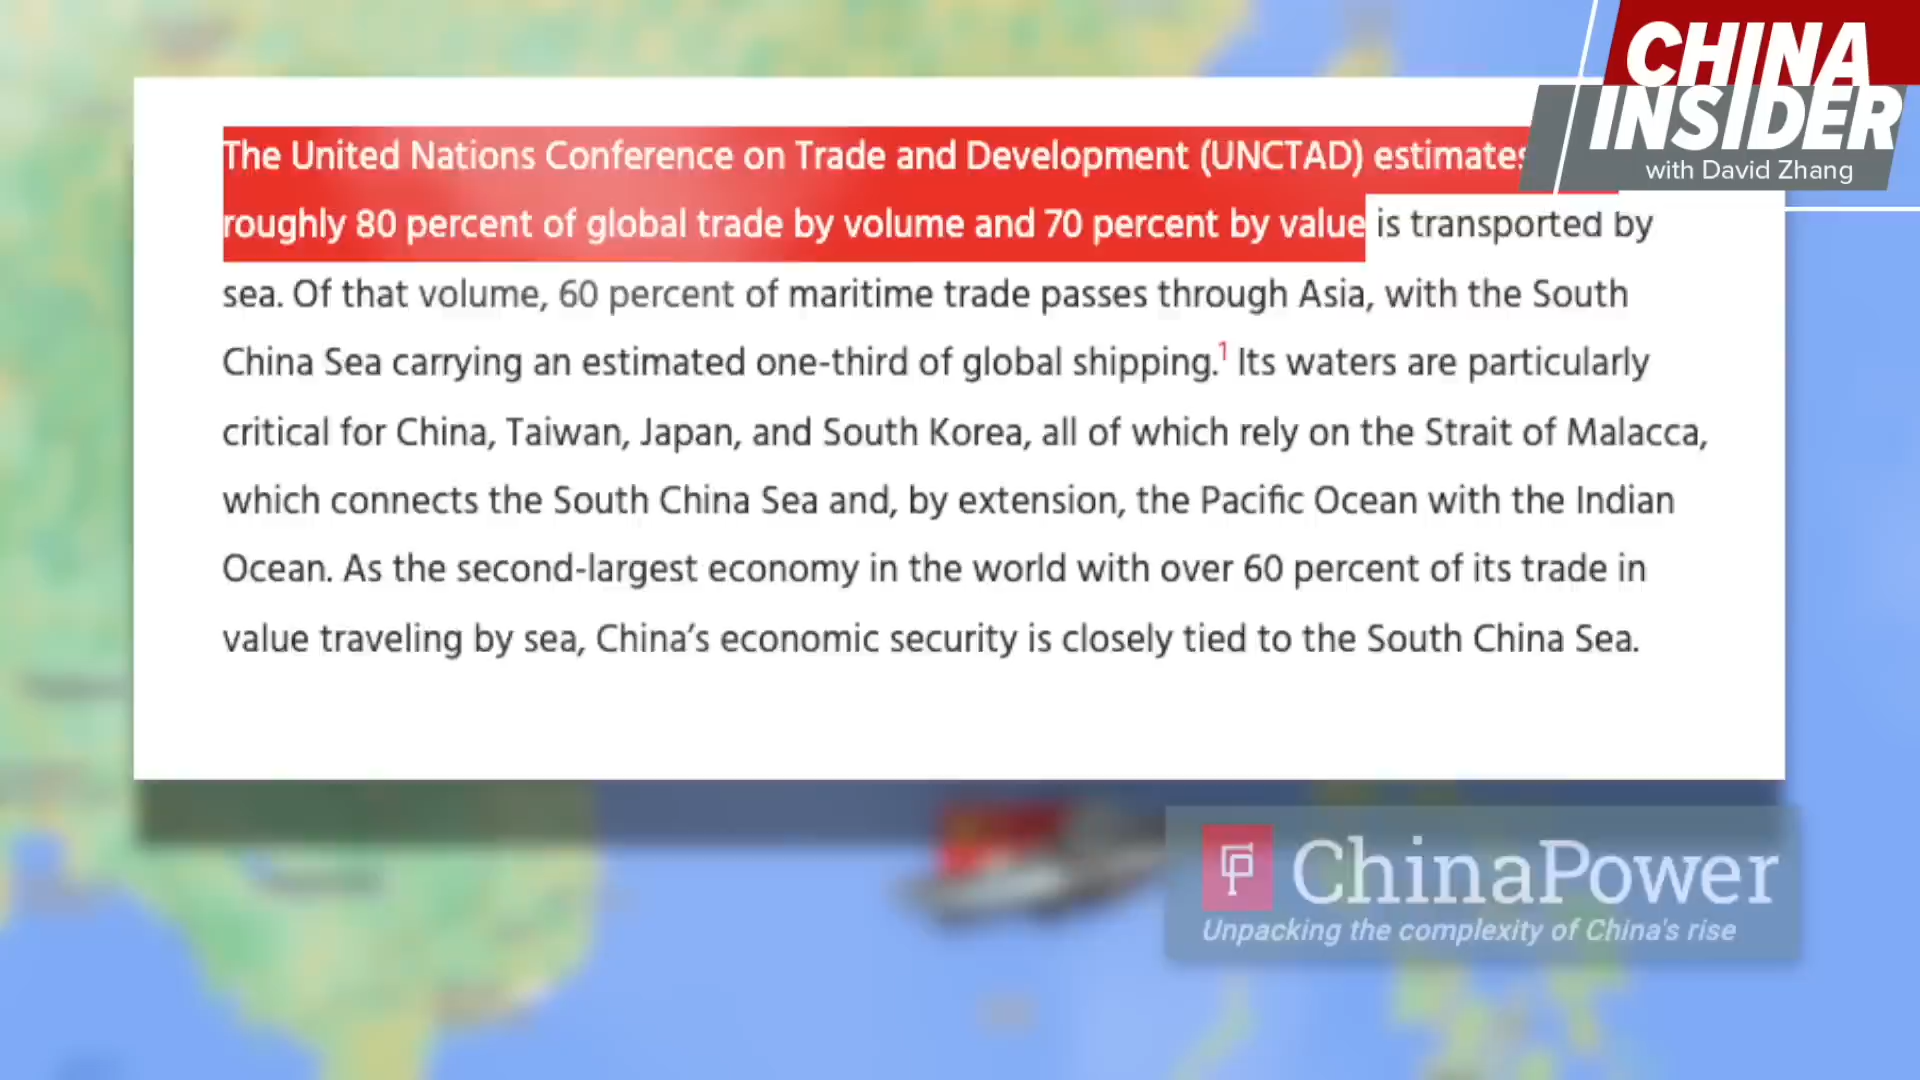 CHINA
INSIDER
with David Zhang
The United Nations Conference on Trade and Development (UNCTAD) estimates
roughly 80 percent of global trade by volume and 70 percent by value is transported by
sea. Of that volume, 60 percent of maritime trade passes through Asia, with the South
China Sea carrying an estimated one-third of global shipping.1 Its waters are particularly
critical for China, Taiwan, Japan, and South Korea, all of which rely on the Strait of Malacca,
which connects the South China Sea and, by extension, the Pacific Ocean with the Indian
Ocean. As the second-largest economy in the world with over 60 percent of its trade in
value traveling by sea, China’s economic security is closely tied to the South China Sea.
ChinaPower
Unpacking the complexity of China's rise